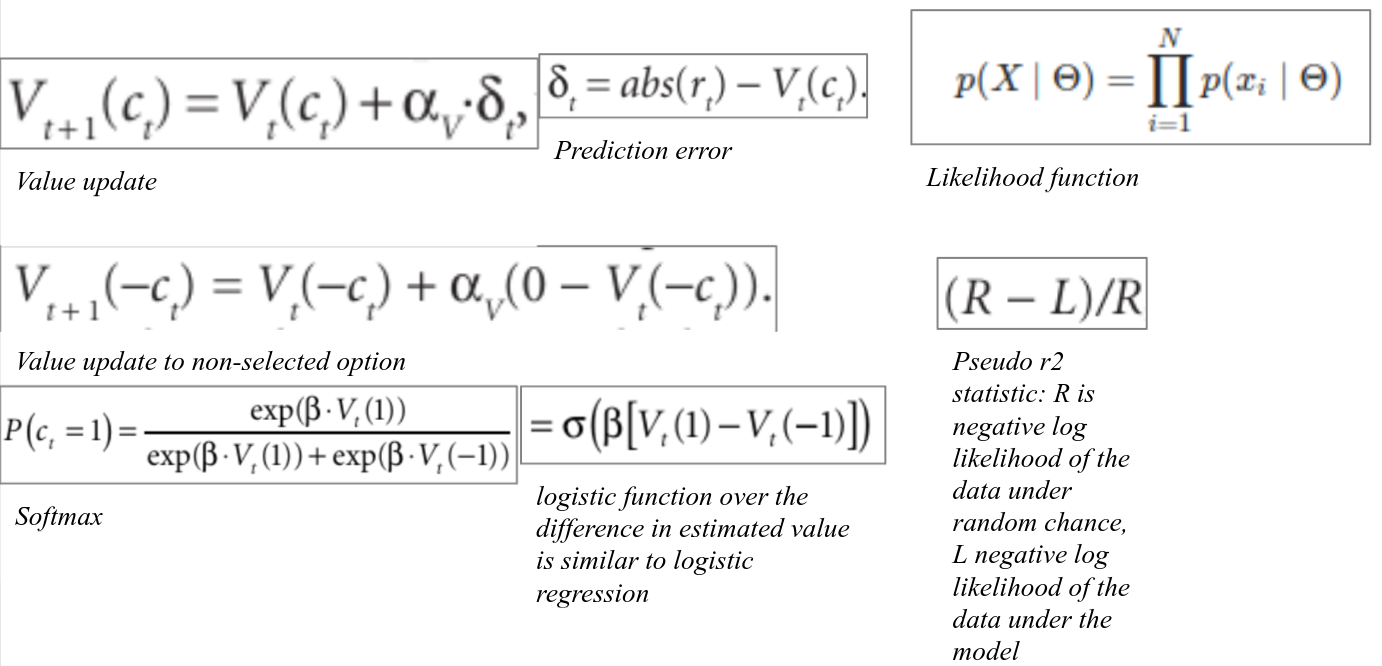 V_{t+1}(c_t) = V_t(c_t) + α_V·δ_t,
Value update
δ_t = abs(r_t) − V_t(c_t).
Prediction error
p(X | Θ) = ∏_{i=1}^{N} p(x_i | Θ)
Likelihood function
V_{t+1}(−c_t) = V_t(−c_t) + α_V(0 − V_t(−c_t)).
Value update to non-selected option
P(c_t = 1) = exp(β·V_t(1)) / exp(β·V_t(1)) + exp(β·V_t(−1))
Softmax
= σ(β[V_t(1) − V_t(−1)])
logistic function over the
difference in estimated value
is similar to logistic
regression
(R − L)/R
Pseudo r2
statistic: R is
negative log
likelihood of the
data under
random chance,
L negative log
likelihood of the
data under the
model